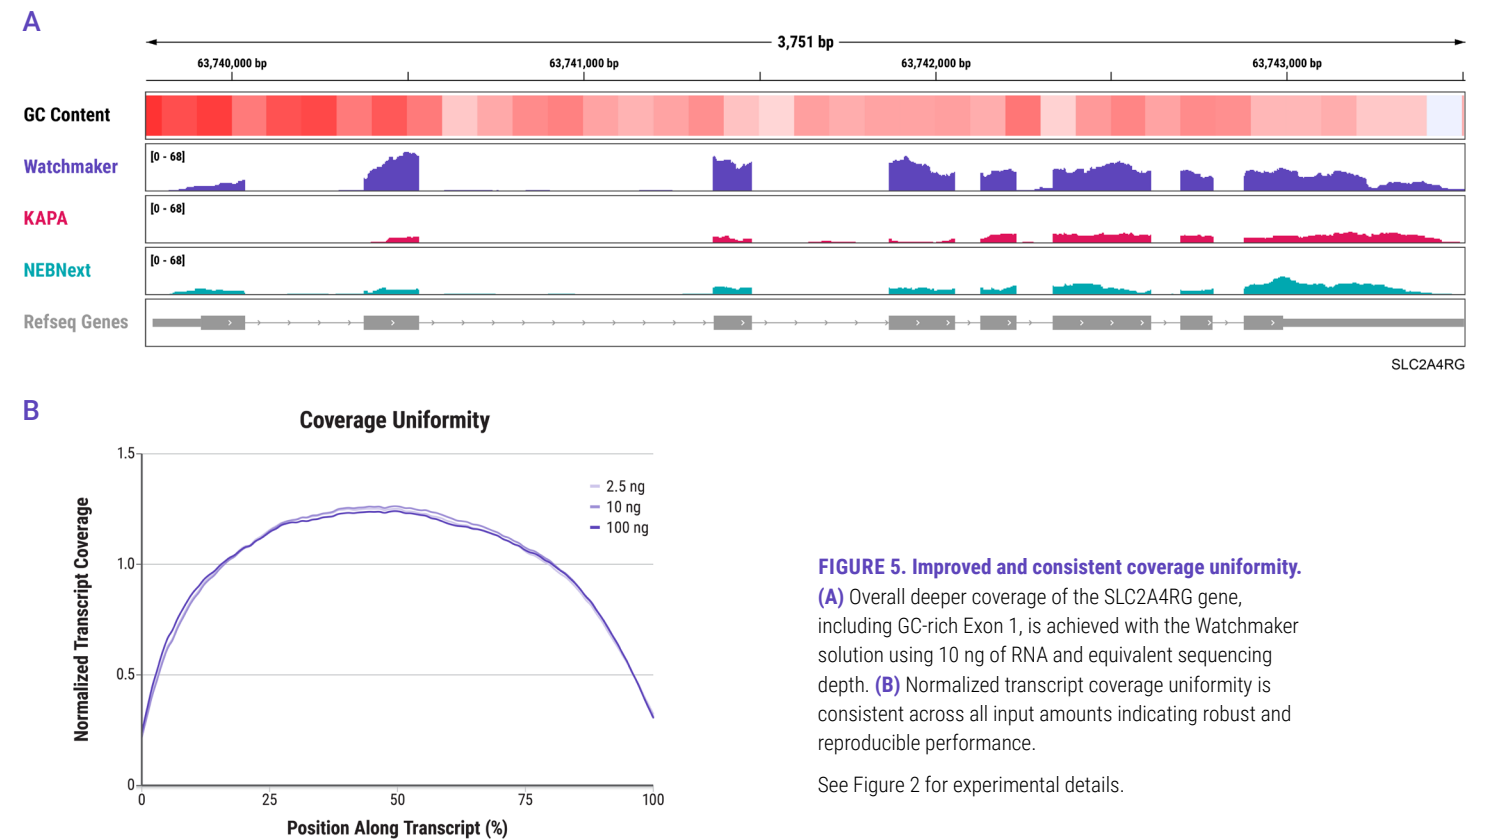 A
3,751 bp
63,740,000 bp 63,741,000 bp 63,742,000 bp 63,743,000 bp
GC Content
Watchmaker [0 - 68]
KAPA [0 - 68]
NEBNext [0 - 68]
Refseq Genes
SLC2A4RG
B
Coverage Uniformity
Normalized Transcript Coverage
1.5
1.0
0.5
0
2.5 ng
10 ng
100 ng
0 25 50 75 100
Position Along Transcript (%)
FIGURE 5. Improved and consistent coverage uniformity.
(A) Overall deeper coverage of the SLC2A4RG gene,
including GC-rich Exon 1, is achieved with the Watchmaker
solution using 10 ng of RNA and equivalent sequencing
depth. (B) Normalized transcript coverage uniformity is
consistent across all input amounts indicating robust and
reproducible performance.
See Figure 2 for experimental details.